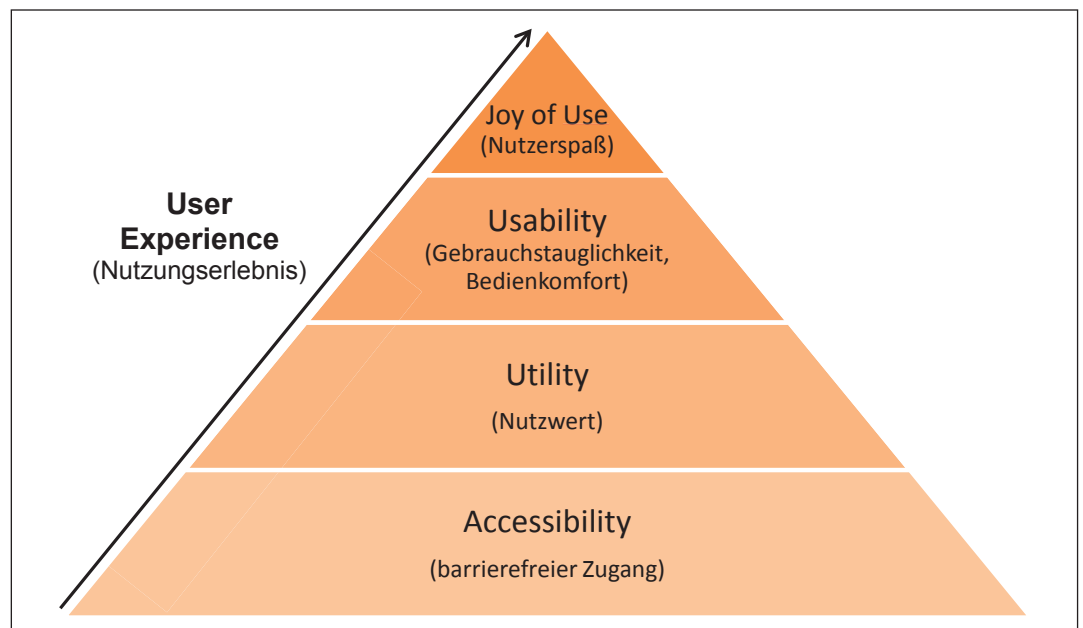 Joy of Use
(Nutzerspaß)
User
Experience
(Nutzungserlebnis)
Usability
(Gebrauchstauglichkeit,
Bedienkomfort)
Utility
(Nutzwert)
Accessibility
(barrierefreier Zugang)